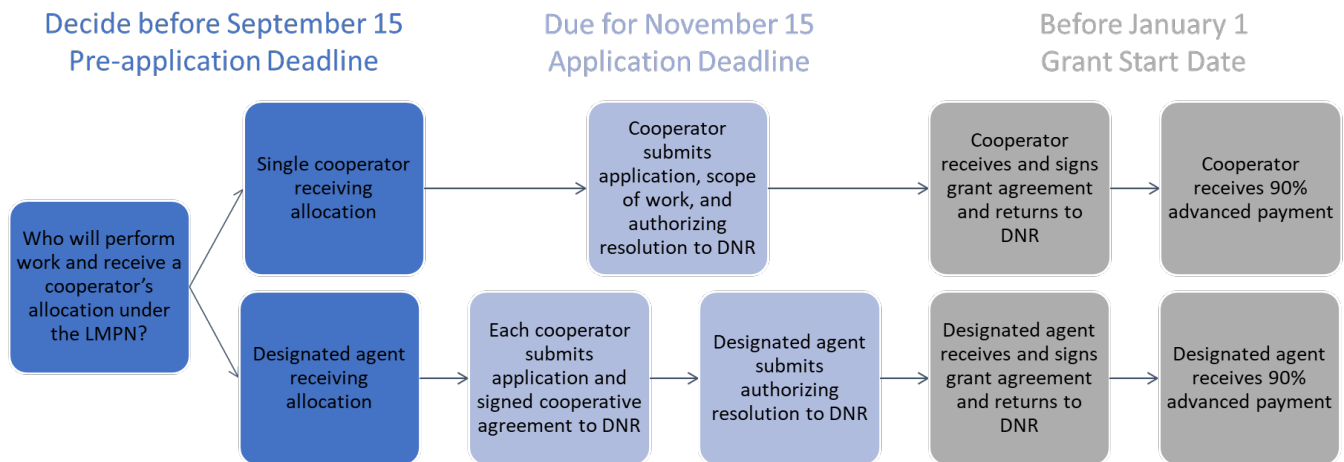 Decide before September 15
Pre-application Deadline
Due for November 15
Application Deadline
Before January 1
Grant Start Date
Who will perform
work and receive a
cooperator's
allocation under
the LMPN?
Single cooperator
receiving
allocation
Cooperator
submits
application, scope
of work, and
authorizing
resolution to DNR
Cooperator
receives and signs
grant agreement
and returns to
DNR
Cooperator
receives 90%
advanced payment
Designated agent
receiving
allocation
Each cooperator
submits
application and
signed cooperative
agreement to DNR
Designated agent
submits
authorizing
resolution to DNR
Designated agent
receives and signs
grant agreement
and returns to
DNR
Designated agent
receives 90%
advanced payment